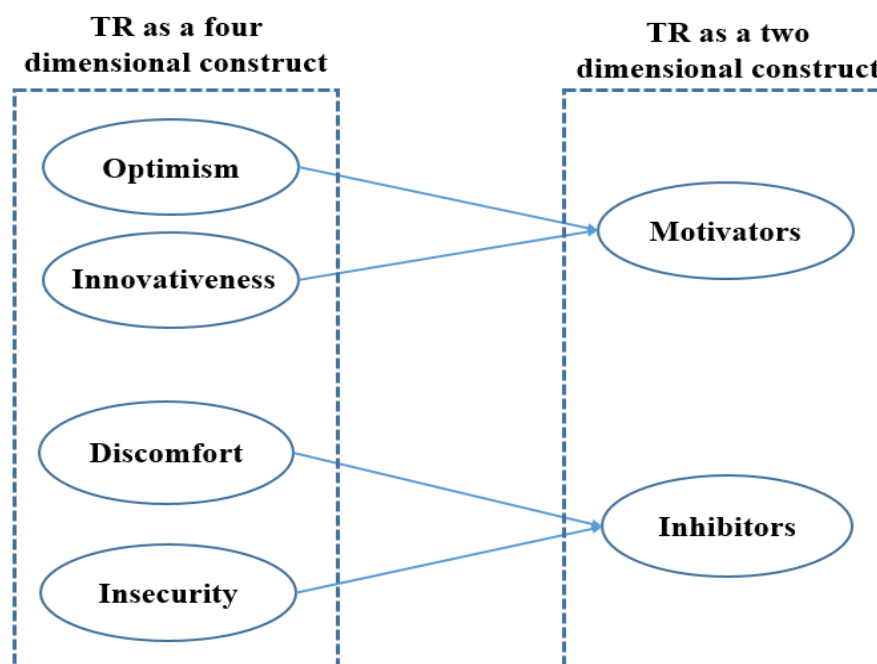 TR as a four
dimensional construct
TR as a two
dimensional construct
Optimism
Innovativeness
Discomfort
Insecurity
Motivators
Inhibitors